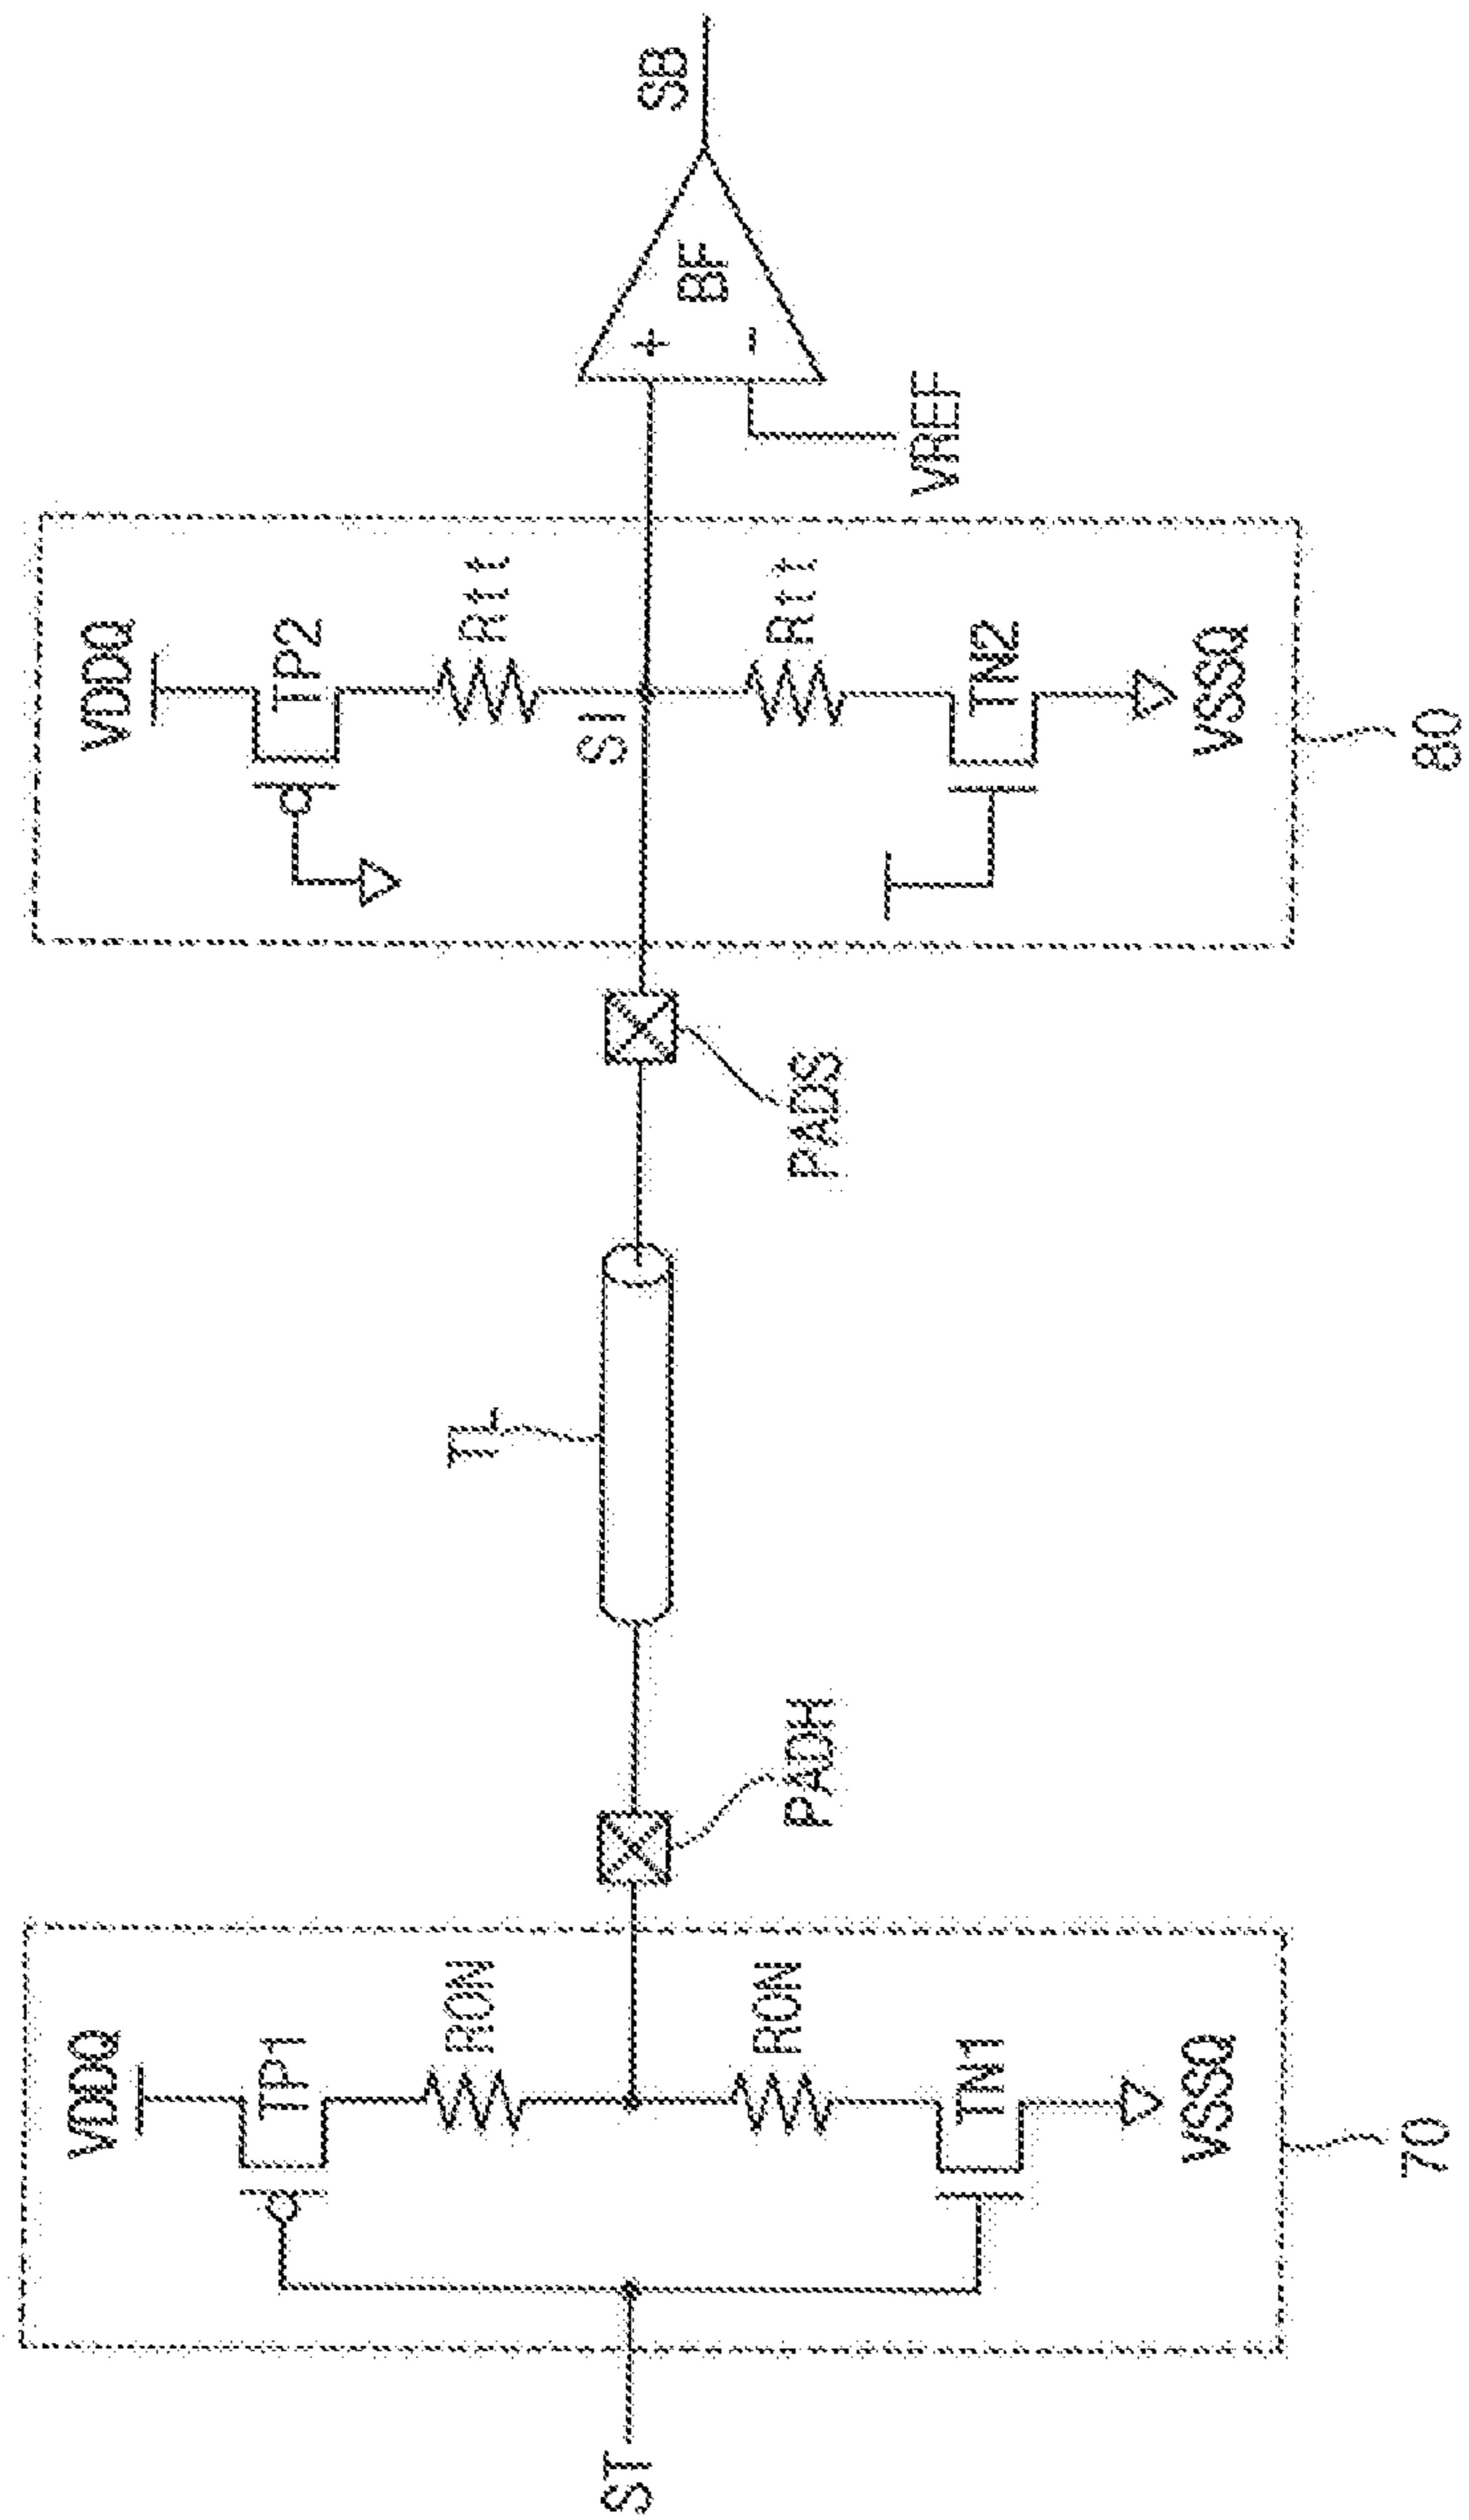 ST
VDDQ
TP1
RON
RON
TN1
VSSQ
70
PADH
TL
PADS
VDDQ
TP2
Rtt
SI
Rtt
TN2
VSSQ
80
+
BF
-
VREF
SB